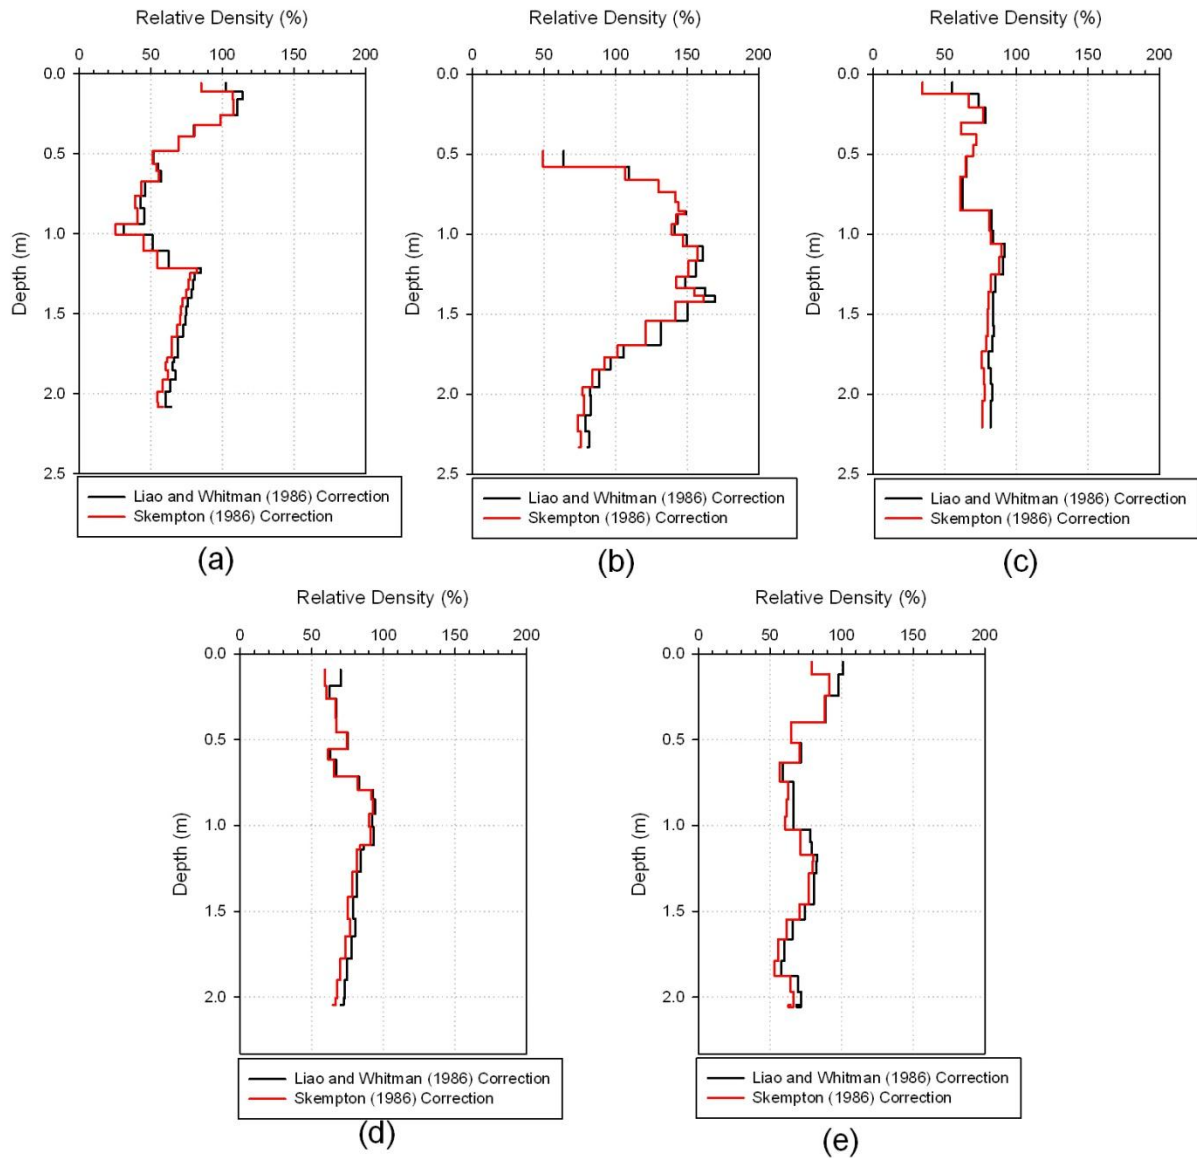 Relative Density (%) Relative Density (%) Relative Density (%)
0 50 100 150 200 0 50 100 150 200 0 50 100 150 200
0.0 0.0 0.0
0.5 0.5 0.5
1.0 1.0 1.0
Depth (m) Depth (m) Depth (m)
1.5 1.5 1.5
2.0 2.0 2.0
2.5 2.5 2.5
Liao and Whitman (1986) Correction Liao and Whitman (1986) Correction Liao and Whitman (1986) Correction
Skempton (1986) Correction Skempton (1986) Correction Skempton (1986) Correction
(a) (b) (c)
Relative Density (%) Relative Density (%)
0 50 100 150 200 0 50 100 150 200
0.0 0.0
0.5 0.5
Depth (m) Depth (m)
1.0 1.0
1.5 1.5
2.0 2.0
Liao and Whitman (1986) Correction Liao and Whitman (1986) Correction
Skempton (1986) Correction Skempton (1986) Correction
(d) (e)